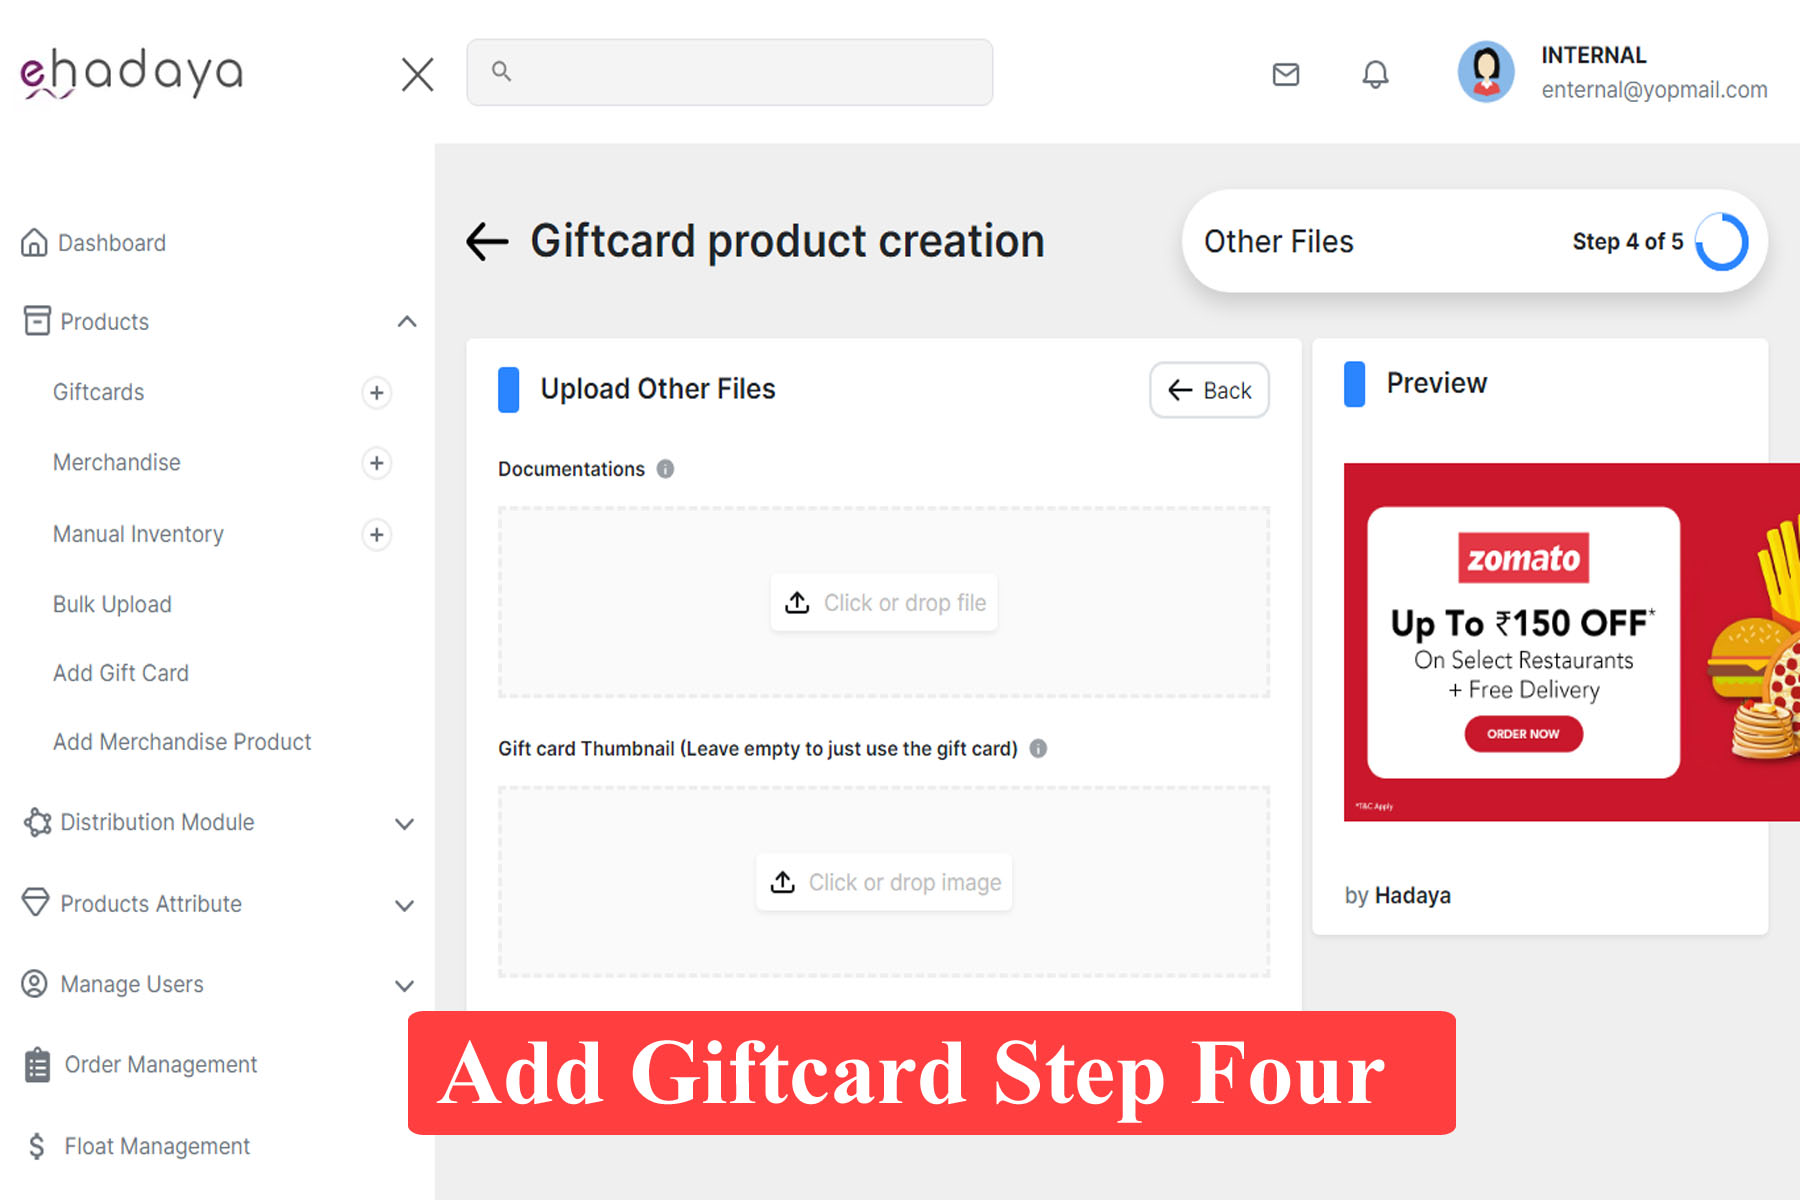 ehadaya
INTERNAL
enternal@yopmail.com
Dashboard
Products
Giftcards
Merchandise
Manual Inventory
Bulk Upload
Add Gift Card
Add Merchandise Product
Distribution Module
Products Attribute
Manage Users
Order Management
Float Management
Giftcard product creation
Other Files
Step 4 of 5
Upload Other Files
Back
Documentations
Click or drop file
Gift card Thumbnail (Leave empty to just use the gift card)
Click or drop image
Preview
zomato
Up To ₹150 OFF*
On Select Restaurants
+ Free Delivery
ORDER NOW
*T&C Apply
by Hadaya
Add Giftcard Step Four